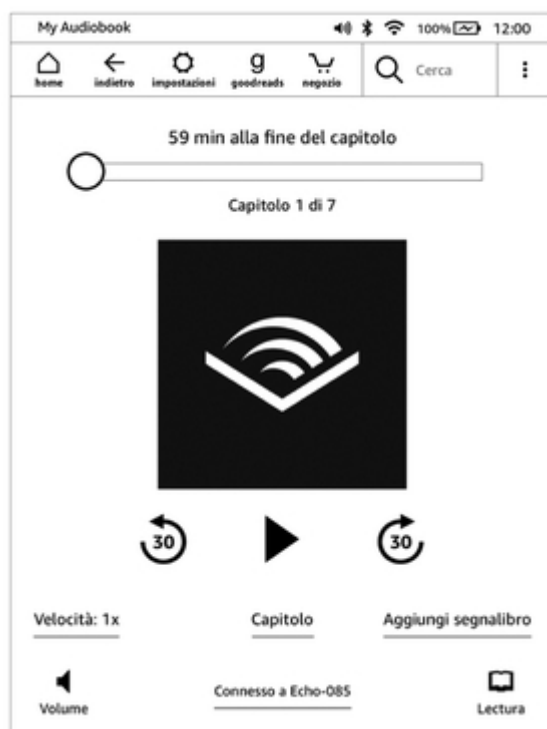 My Audiobook 100% 12:00
home indietro impostazioni goodreads negozio Cerca
59 min alla fine del capitolo
Capitolo 1 di 7
30 30
Velocità: 1x Capitolo Aggiungi segnalibro
Volume Connesso a Echo-085 Lectura